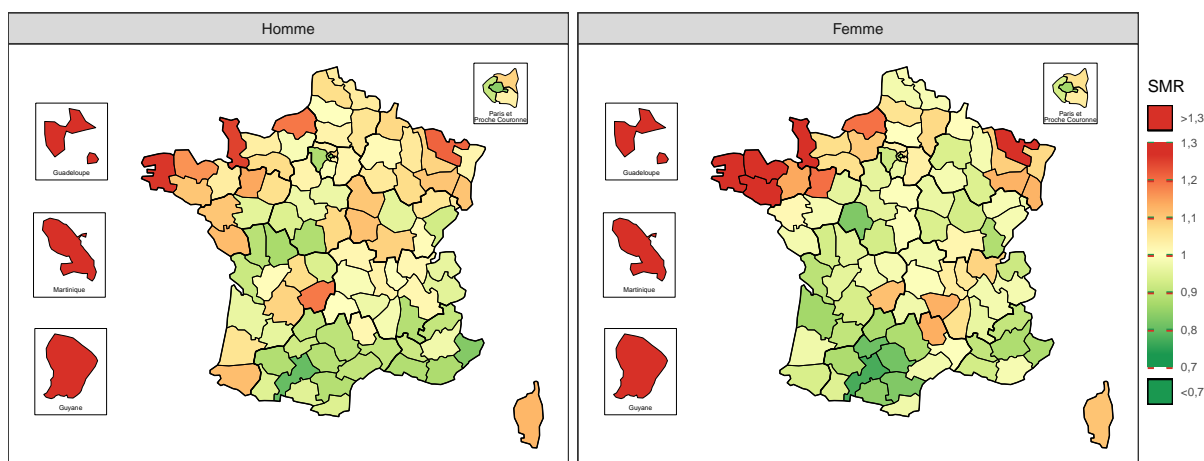 Homme
Guadeloupe
Martinique
Guyane
Paris et
Proche Couronne
Femme
Guadeloupe
Martinique
Guyane
Paris et
Proche Couronne
SMR
>1,3
1,3
1,2
1,1
1
0,9
0,8
0,7
<0,7